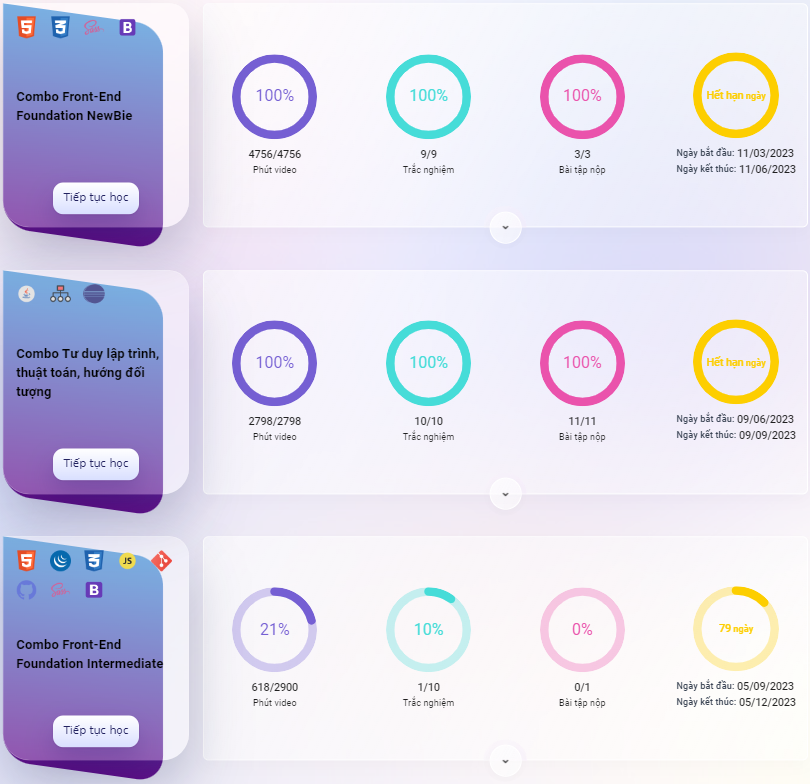 Combo Front-End
Foundation NewBie
Tiếp tục học
100%
4756/4756
Phút video
100%
9/9
Trắc nghiệm
100%
3/3
Bài tập nộp
Hết hạn ngày
Ngày bắt đầu: 11/03/2023
Ngày kết thúc: 11/06/2023
Combo Tư duy lập trình,
thuật toán, hướng đối
tượng
Tiếp tục học
100%
2798/2798
Phút video
100%
10/10
Trắc nghiệm
100%
11/11
Bài tập nộp
Hết hạn ngày
Ngày bắt đầu: 09/06/2023
Ngày kết thúc: 09/09/2023
JS
Combo Front-End
Foundation Intermediate
Tiếp tục học
21%
618/2900
Phút video
10%
1/10
Trắc nghiệm
0%
0/1
Bài tập nộp
79 ngày
Ngày bắt đầu: 05/09/2023
Ngày kết thúc: 05/12/2023